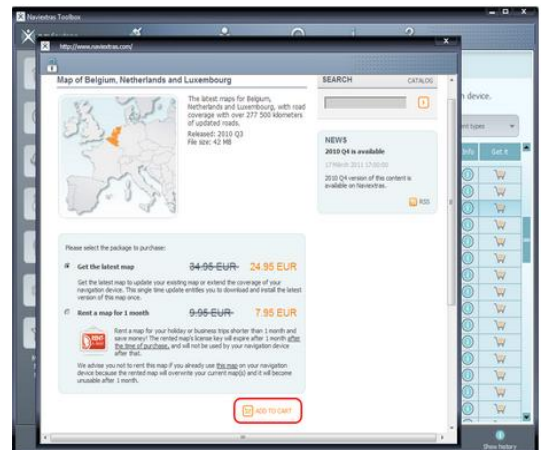 Naviextras Toolbox
http://www.naviextras.com/
Map of Belgium, Netherlands and Luxembourg
The latest maps for Belgium,
Netherlands and Luxembourg, with road
coverage with over 277 500 kilometers
of updated roads.
Released: 2010 Q3
File size: 42 MB
SEARCH CATALOG
NEWS
2010 Q4 is available
17 March 2011 17:00:00
2010 Q4 version of this content is
available on Naviextras.
RSS
Please select the package to purchase:
Get the latest map 34.95 EUR 24.95 EUR
Get the latest map to update your existing map or extend the coverage of your
navigation device. This single time update entitles you to download and install the latest
version of this map once.
Rent a map for 1 month 9.95 EUR 7.95 EUR
RENT
Rent a map for your holiday or business trips shorter than 1 month and
save money! The rented map's license key will expire after 1 month after
the time of purchase, and will not be used by your navigation device
after that.
We advise you not to rent this map if you already use this map on your navigation
device because the rented map will overwrite your current map(s) and it will become
unusable after 1 month.
ADD TO CART
device.
ent types
Info Get it
Show history